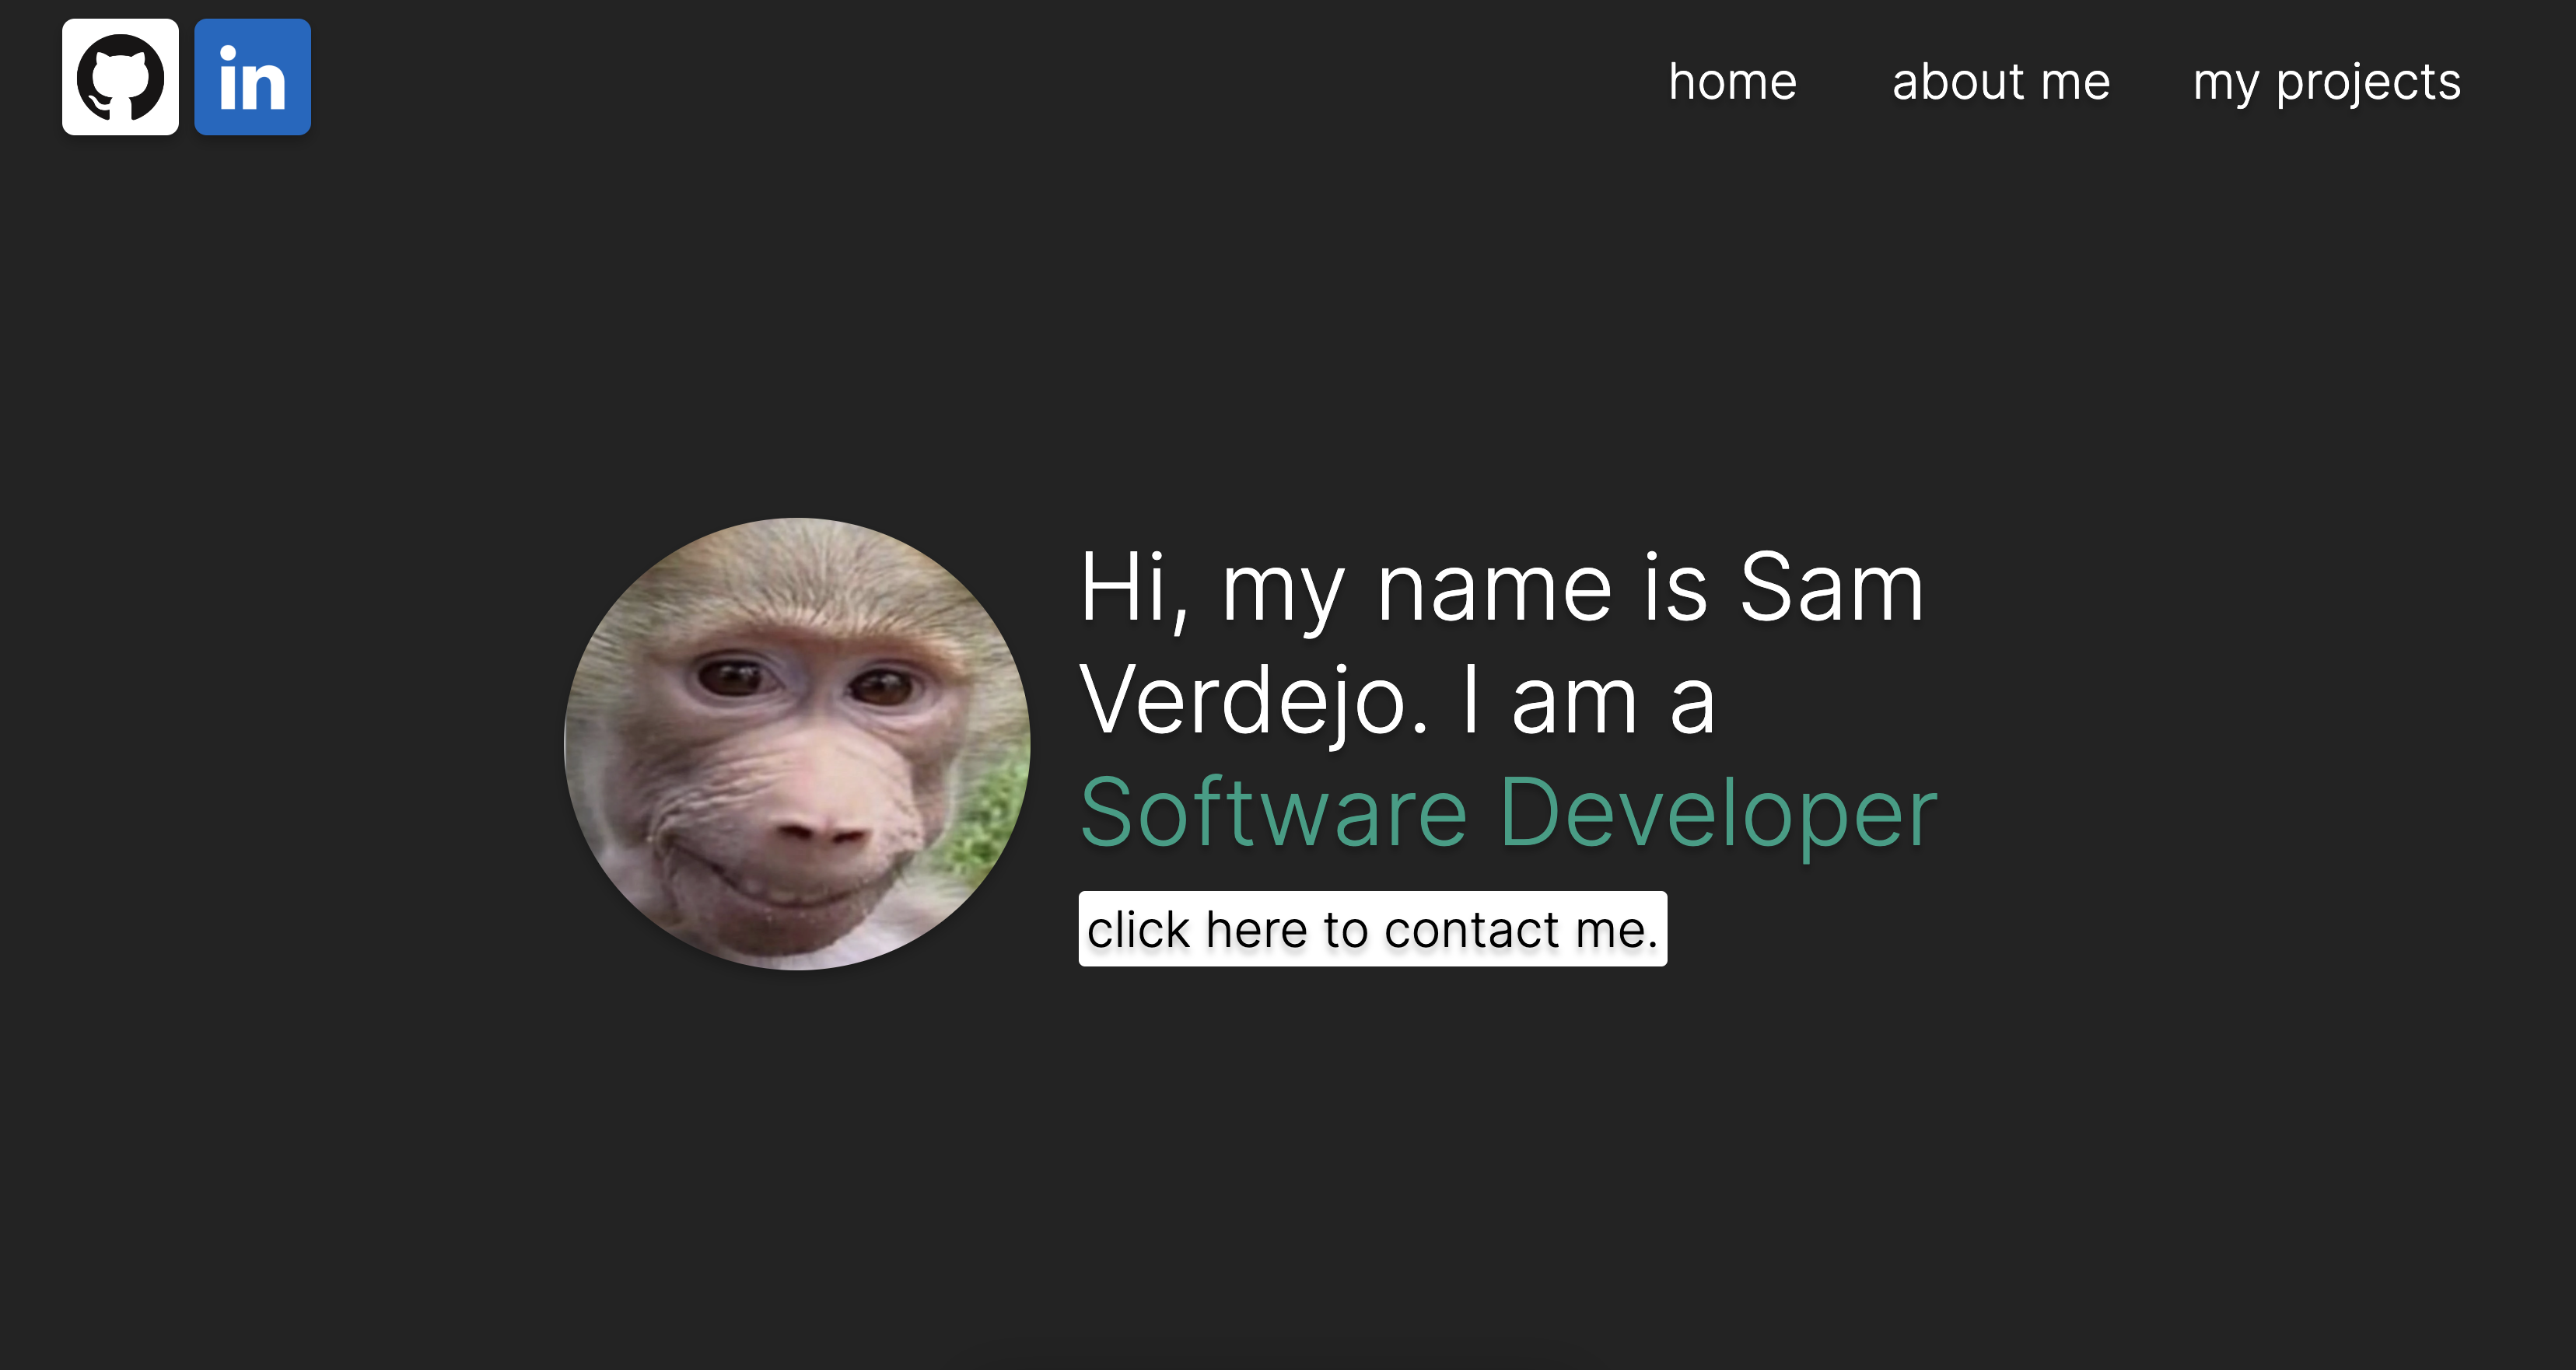 in
home about me my projects
Hi, my name is Sam
Verdejo. I am a
Software Developer
click here to contact me.